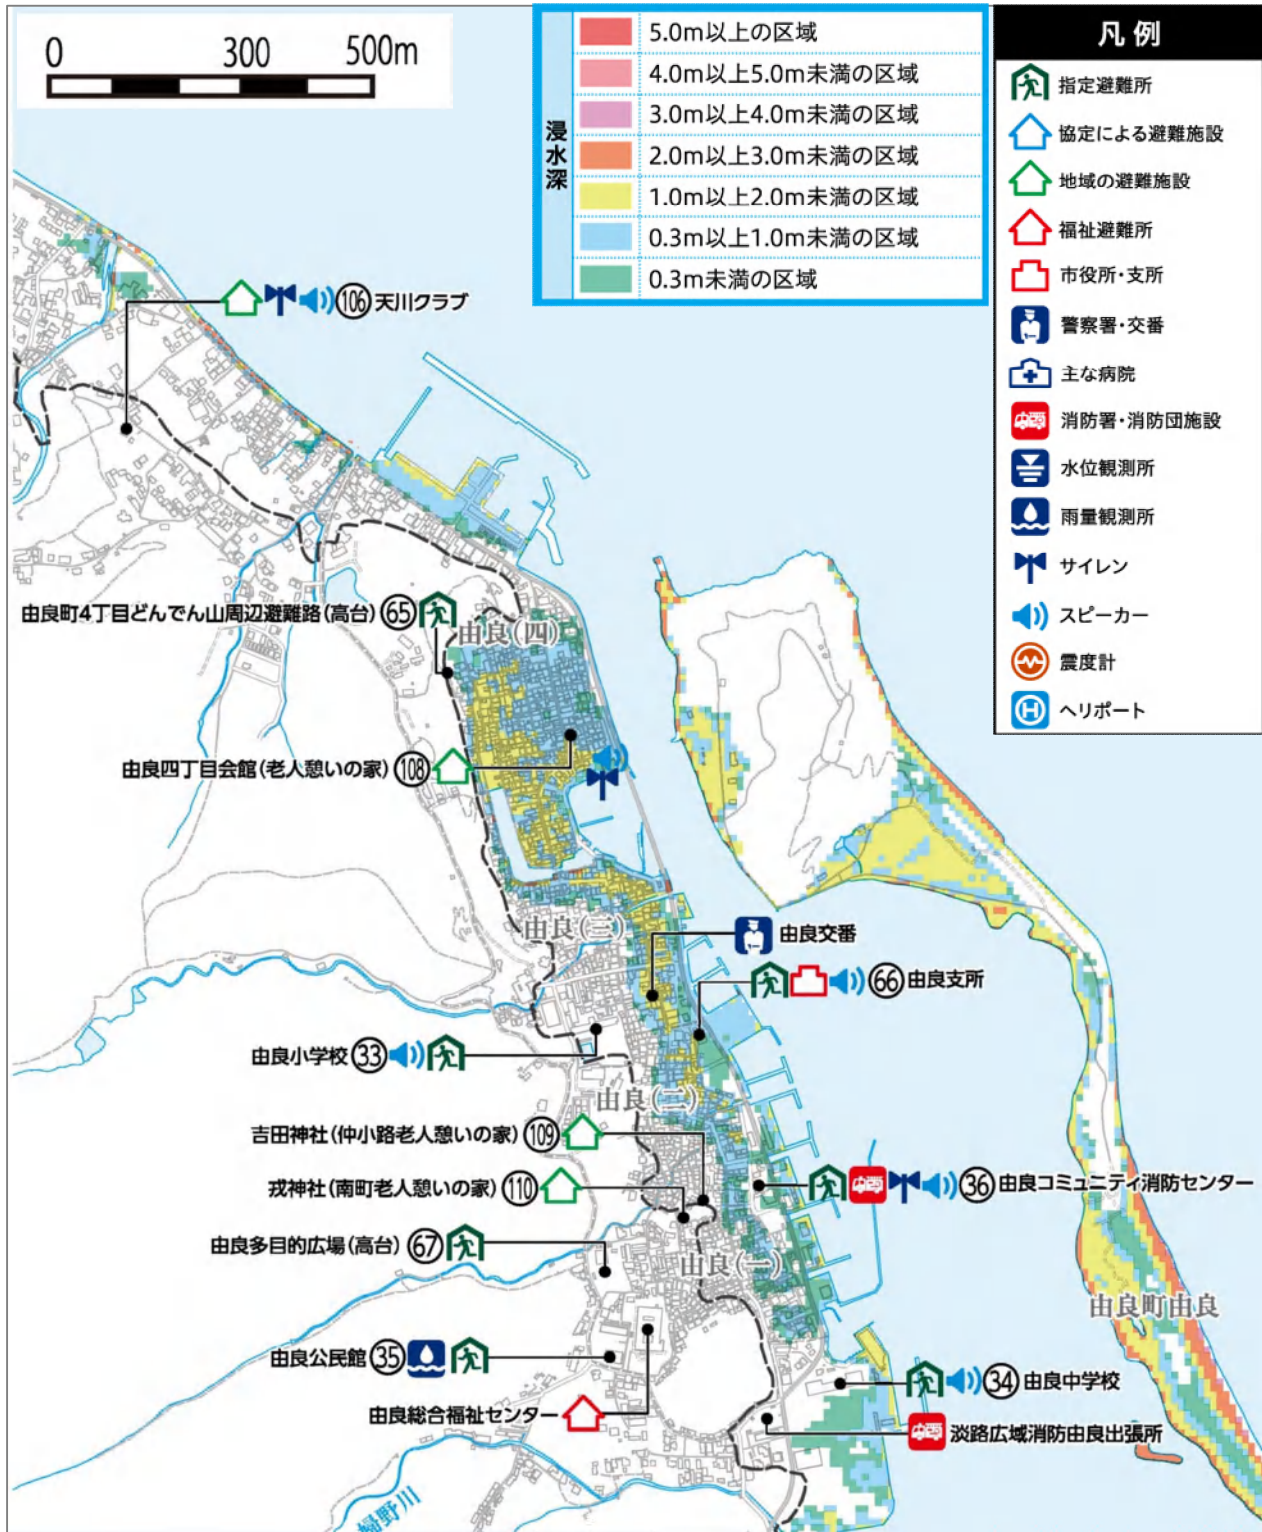 0 300 500m
浸水深
5.0m以上の区域
4.0m以上5.0m未満の区域
3.0m以上4.0m未満の区域
2.0m以上3.0m未満の区域
1.0m以上2.0m未満の区域
0.3m以上1.0m未満の区域
0.3m未満の区域
凡例
指定避難所
協定による避難施設
地域の避難施設
福祉避難所
市役所・支所
警察署・交番
主な病院
消防署・消防団施設
水位観測所
雨量観測所
サイレン
スピーカー
震度計
H ヘリポート
106 天川クラブ
由良町4丁目どんでん山周辺避難路(高台) 65
由良(四)
由良四丁目会館(老人憩いの家) 108
由良(三)
由良交番
66 由良支所
由良小学校 33
由良(二)
吉田神社(仲小路老人憩いの家) 109
戎神社(南町老人憩いの家) 110
36 由良コミュニティ消防センター
由良多目的広場(高台) 67
由良(一)
由良町由良
由良公民館 35
34 由良中学校
由良総合福祉センター
淡路広域消防由良出張所